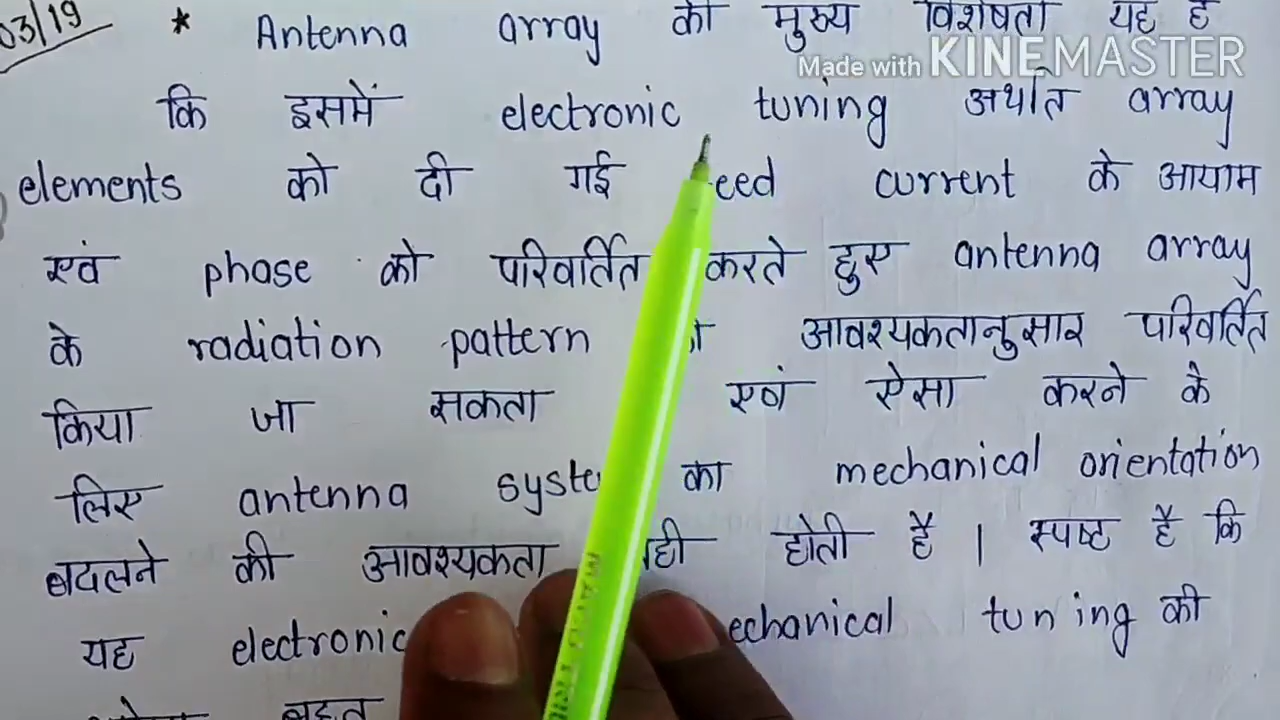 03/19 * Antenna array की मुख्य विशेषता यह है
Made with KINEMASTER
कि इसमें electronic tuning अर्थात array
elements को दी गई eed current के आयाम
एवं phase को परिवर्तित करते हुए antenna array
के radiation pattern आवश्यकतानुसार परिवर्तित
किया जा सकता एवं ऐसा करने के
लिए antenna syste का mechanical orientation
बदलने की आवश्यकता होती है । स्पष्ट है कि
यह electronic echanical tuning की
बहुत